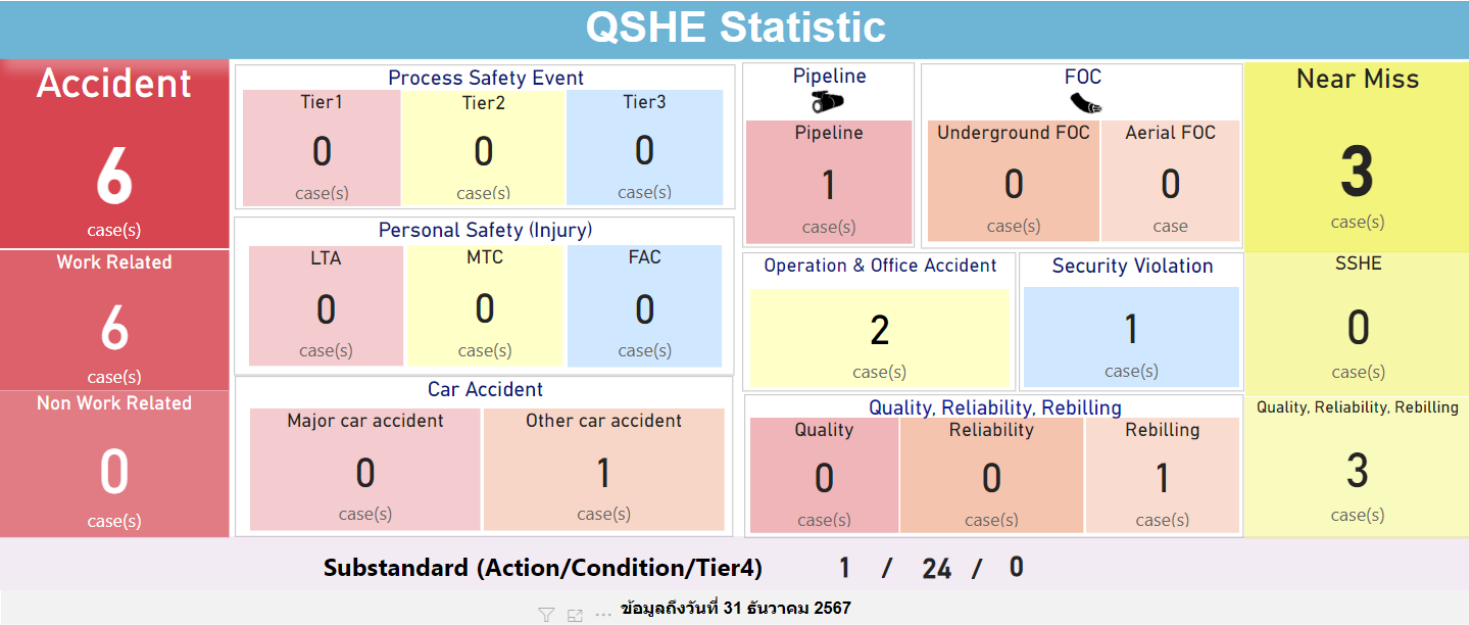 QSHE Statistic
Accident
6
case(s)
Work Related
6
case(s)
Non Work Related
0
case(s)
Process Safety Event
Tier1 Tier2 Tier3
0 0 0
case(s) case(s) case(s)
Personal Safety (Injury)
LTA MTC FAC
0 0 0
case(s) case(s) case(s)
Car Accident
Major car accident Other car accident
0 1
case(s) case(s)
Pipeline
Pipeline
1
case(s)
FOC
Underground FOC Aerial FOC
0 0
case(s) case
Operation & Office Accident
2
case(s)
Security Violation
1
case(s)
Quality, Reliability, Rebilling
Quality Reliability Rebilling
0 0 1
case(s) case(s) case(s)
Near Miss
3
case(s)
SSHE
0
case(s)
Quality, Reliability, Rebilling
3
case(s)
Substandard (Action/Condition/Tier4) 1 / 24 / 0
ข้อมูลถึงวันที่ 31 ธันวาคม 2567